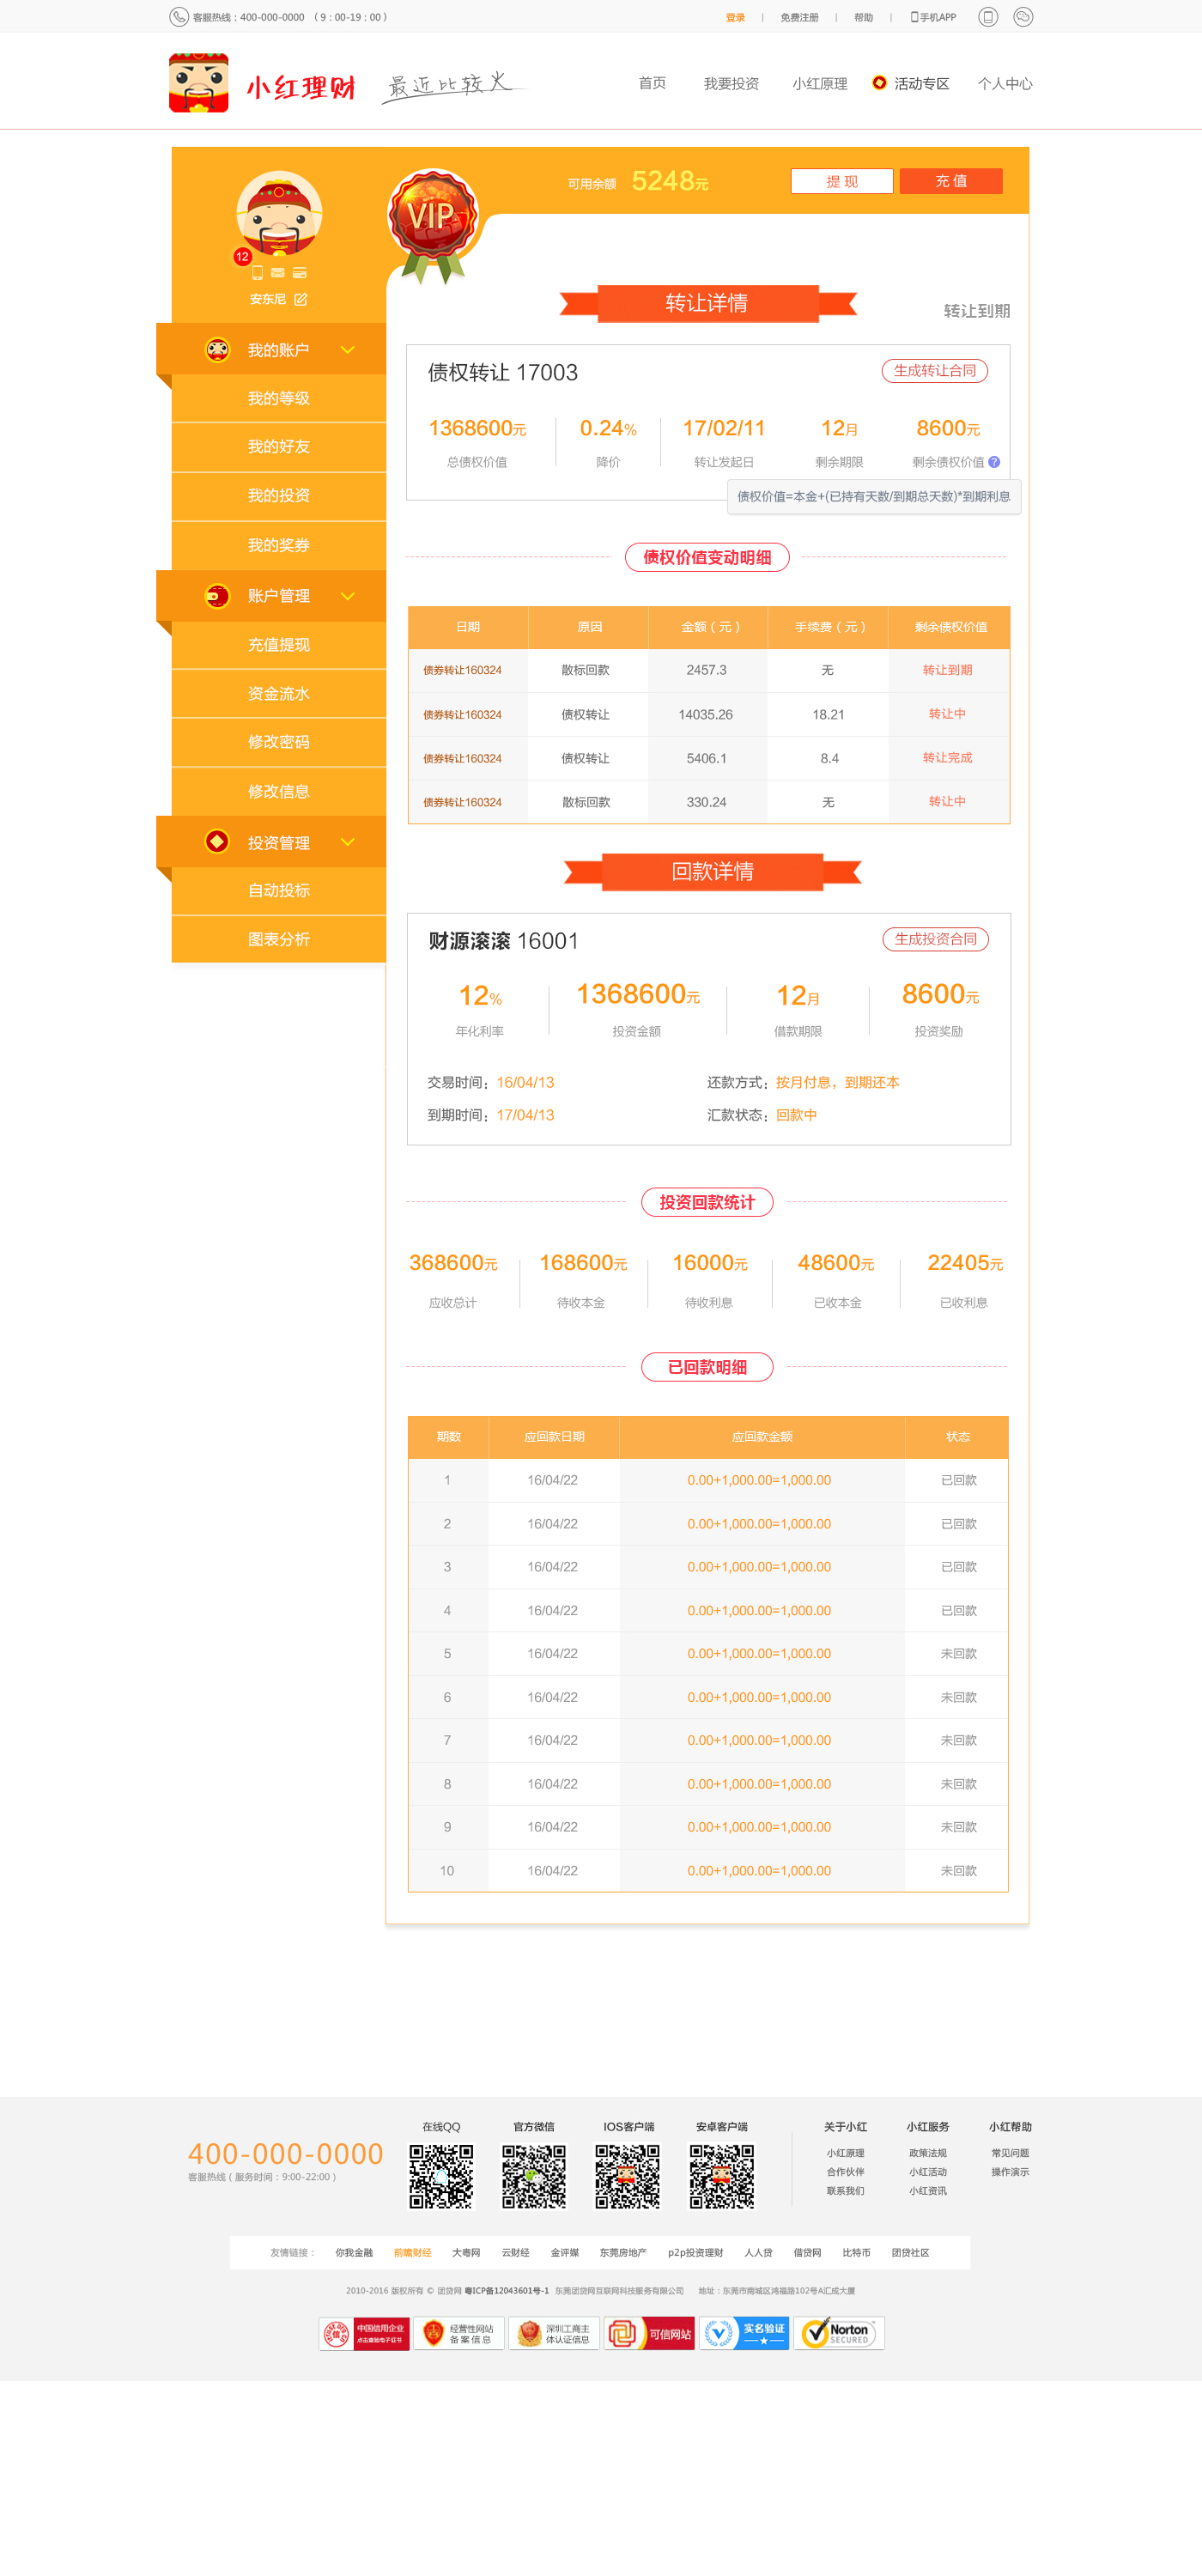 客服热线：400-000-0000 （9：00-19：00） 登录 | 免费注册 | 帮助 | 手机APP
小红理财 最近比较火 首页 我要投资 小红原理 活动专区 个人中心
VIP 可用余额 5248元 提 现 充 值
12
安东尼
我的账户
我的等级
我的好友
我的投资
我的奖券
账户管理
充值提现
资金流水
修改密码
修改信息
投资管理
自动投标
图表分析
转让详情 转让到期
债权转让 17003 生成转让合同
1368600元 0.24% 17/02/11 12月 8600元
总债权价值 降价 转让发起日 剩余期限 剩余债权价值 ?
债权价值=本金+(已持有天数/到期总天数)*到期利息
债权价值变动明细
日期 原因 金额（元） 手续费（元） 剩余债权价值
债券转让160324 散标回款 2457.3 无 转让到期
债券转让160324 债权转让 14035.26 18.21 转让中
债券转让160324 债权转让 5406.1 8.4 转让完成
债券转让160324 散标回款 330.24 无 转让中
回款详情
财源滚滚 16001 生成投资合同
12% 1368600元 12月 8600元
年化利率 投资金额 借款期限 投资奖励
交易时间：16/04/13 还款方式：按月付息，到期还本
到期时间：17/04/13 汇款状态：回款中
投资回款统计
368600元 168600元 16000元 48600元 22405元
应收总计 待收本金 待收利息 已收本金 已收利息
已回款明细
期数 应回款日期 应回款金额 状态
1 16/04/22 0.00+1,000.00=1,000.00 已回款
2 16/04/22 0.00+1,000.00=1,000.00 已回款
3 16/04/22 0.00+1,000.00=1,000.00 已回款
4 16/04/22 0.00+1,000.00=1,000.00 已回款
5 16/04/22 0.00+1,000.00=1,000.00 未回款
6 16/04/22 0.00+1,000.00=1,000.00 未回款
7 16/04/22 0.00+1,000.00=1,000.00 未回款
8 16/04/22 0.00+1,000.00=1,000.00 未回款
9 16/04/22 0.00+1,000.00=1,000.00 未回款
10 16/04/22 0.00+1,000.00=1,000.00 未回款
在线QQ 官方微信 IOS客户端 安卓客户端 关于小红 小红服务 小红帮助
400-000-0000
客服热线（服务时间：9:00-22:00）
小红原理 政策法规 常见问题
合作伙伴 小红活动 操作演示
联系我们 小红资讯
友情链接： 你我金融 前瞻财经 大粤网 云财经 金评媒 东莞房地产 p2p投资理财 人人贷 借贷网 比特币 团贷社区
2010-2016 版权所有 © 团贷网 粤ICP备12043601号-1 东莞团贷网互联网科技服务有限公司 地址：东莞市南城区鸿福路102号A汇成大厦
中国信用企业
点击查验电子证书
经营性网站
备案信息
深圳工商主
体认证信息
可信网站
实名验证
Norton
SECURED